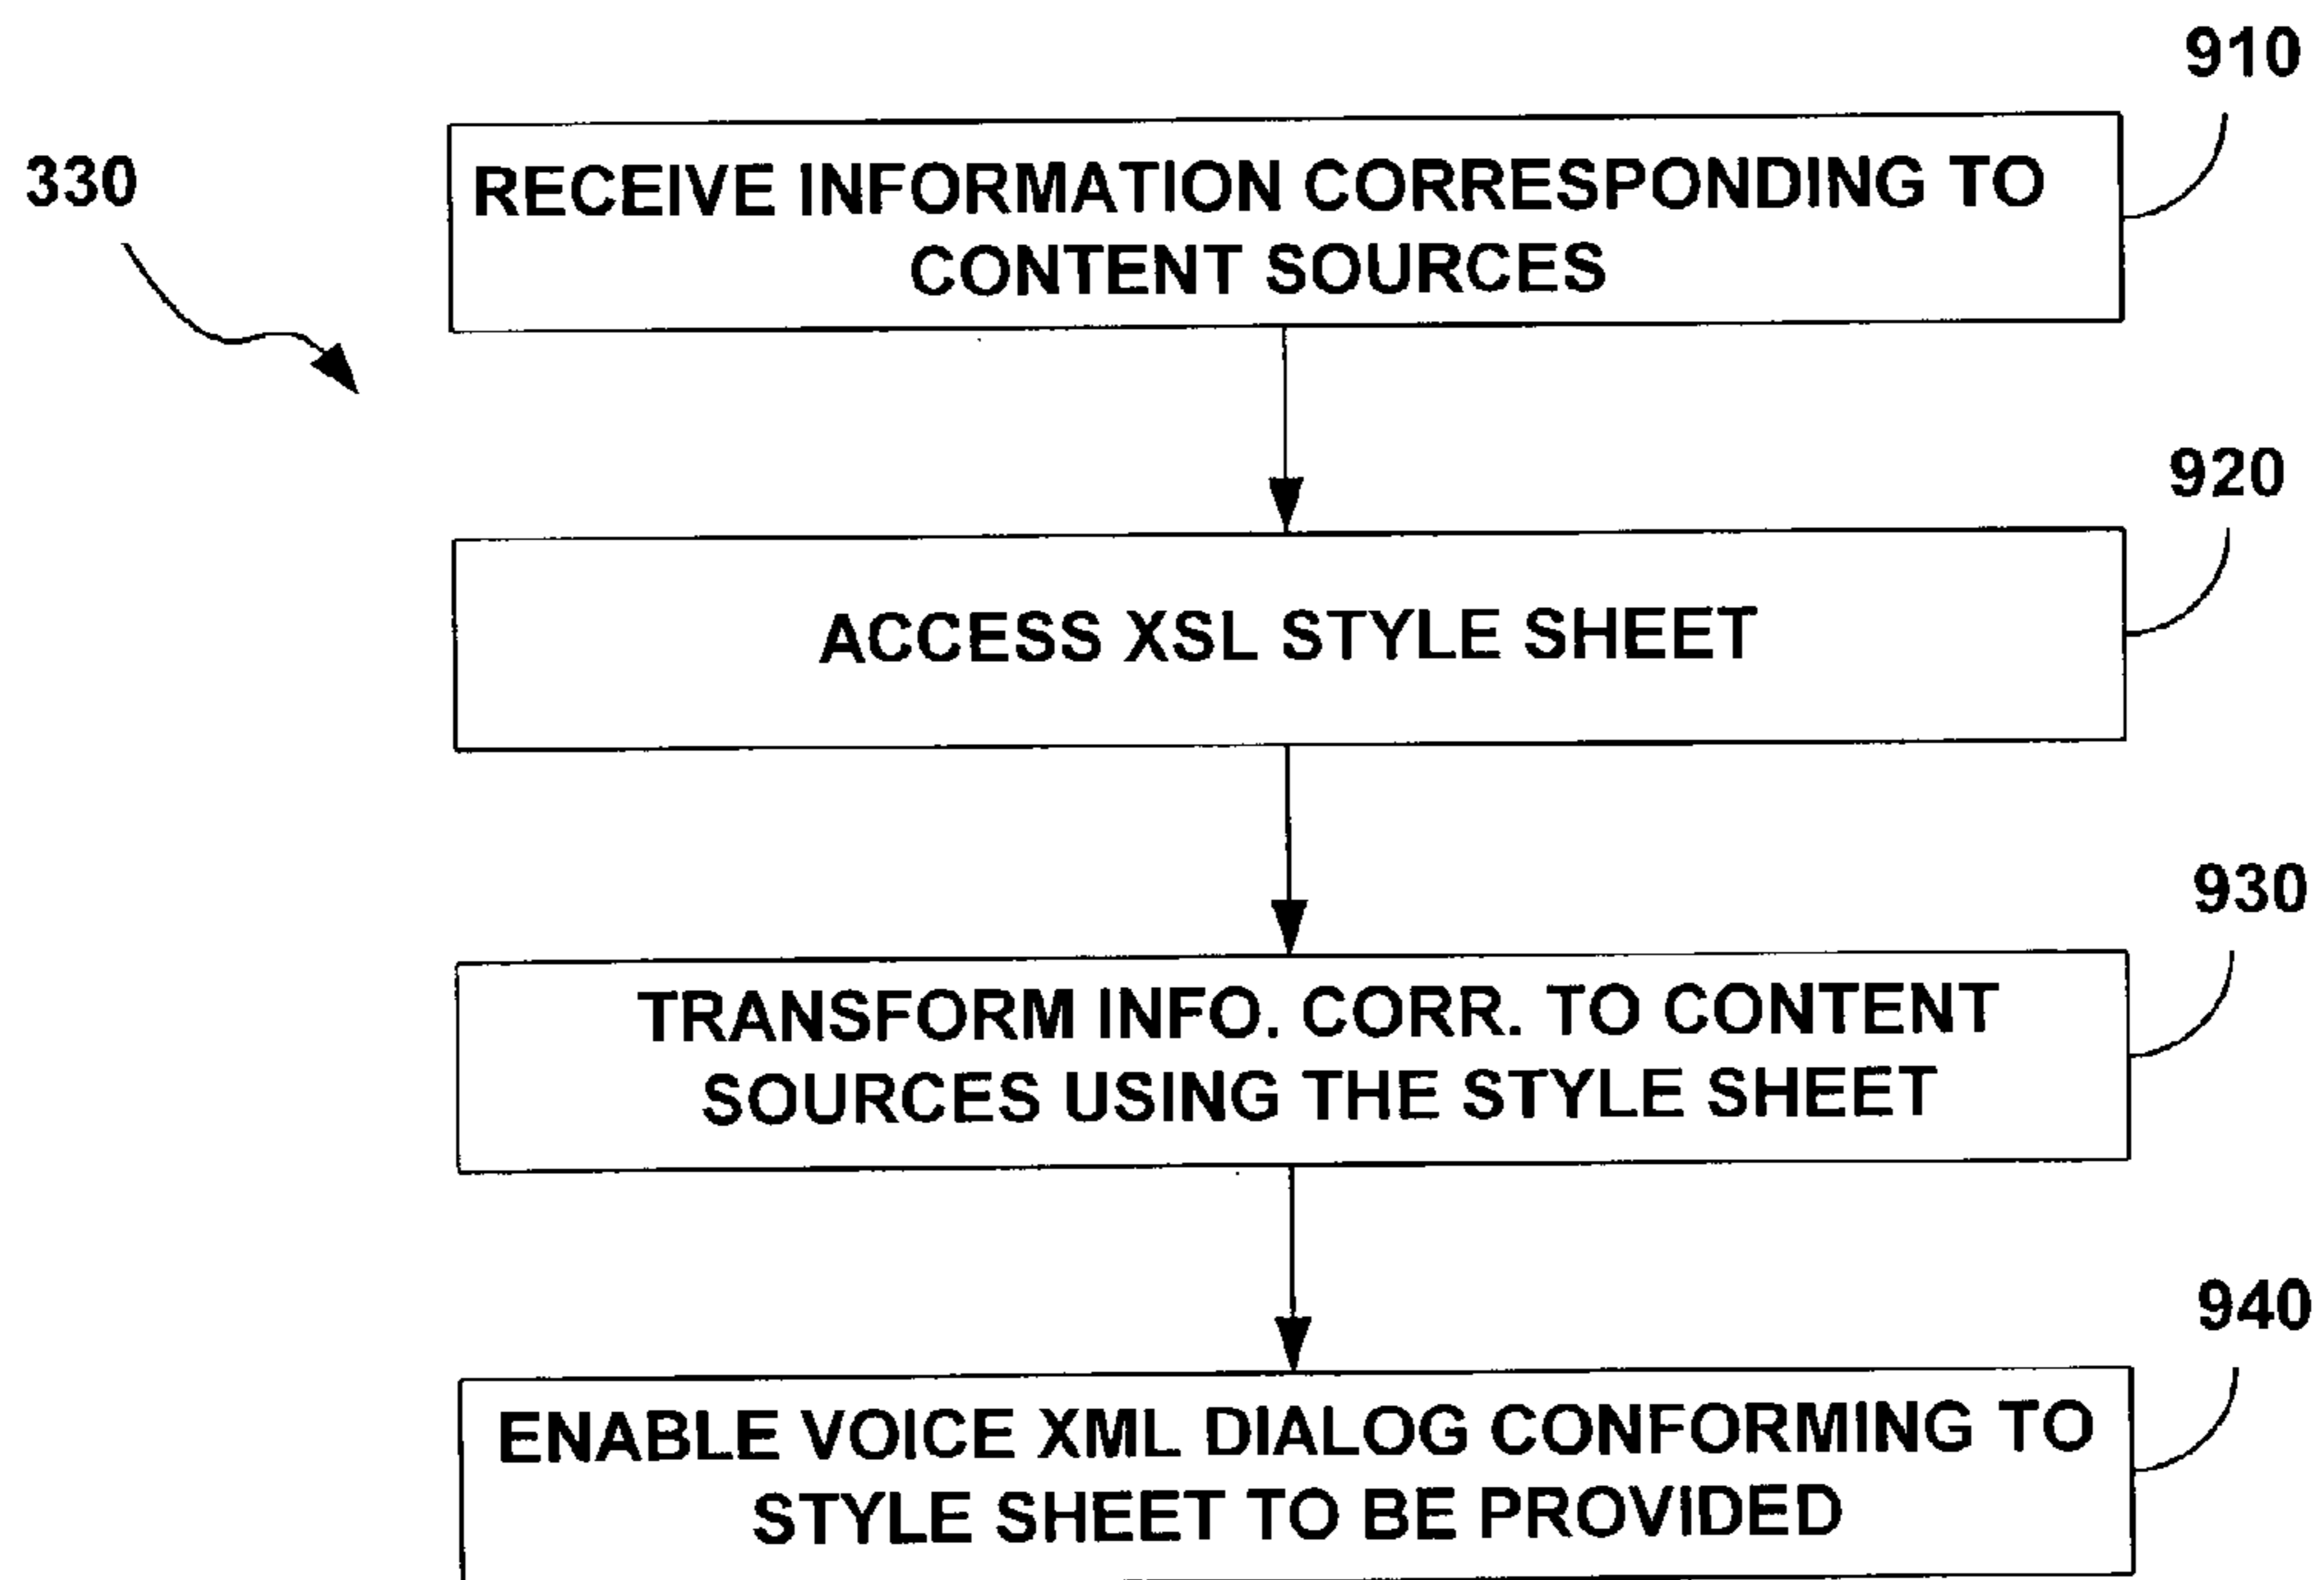 910
330
RECEIVE INFORMATION CORRESPONDING TO
CONTENT SOURCES
920
ACCESS XSL STYLE SHEET
930
TRANSFORM INFO. CORR. TO CONTENT
SOURCES USING THE STYLE SHEET
940
ENABLE VOICE XML DIALOG CONFORMING TO
STYLE SHEET TO BE PROVIDED